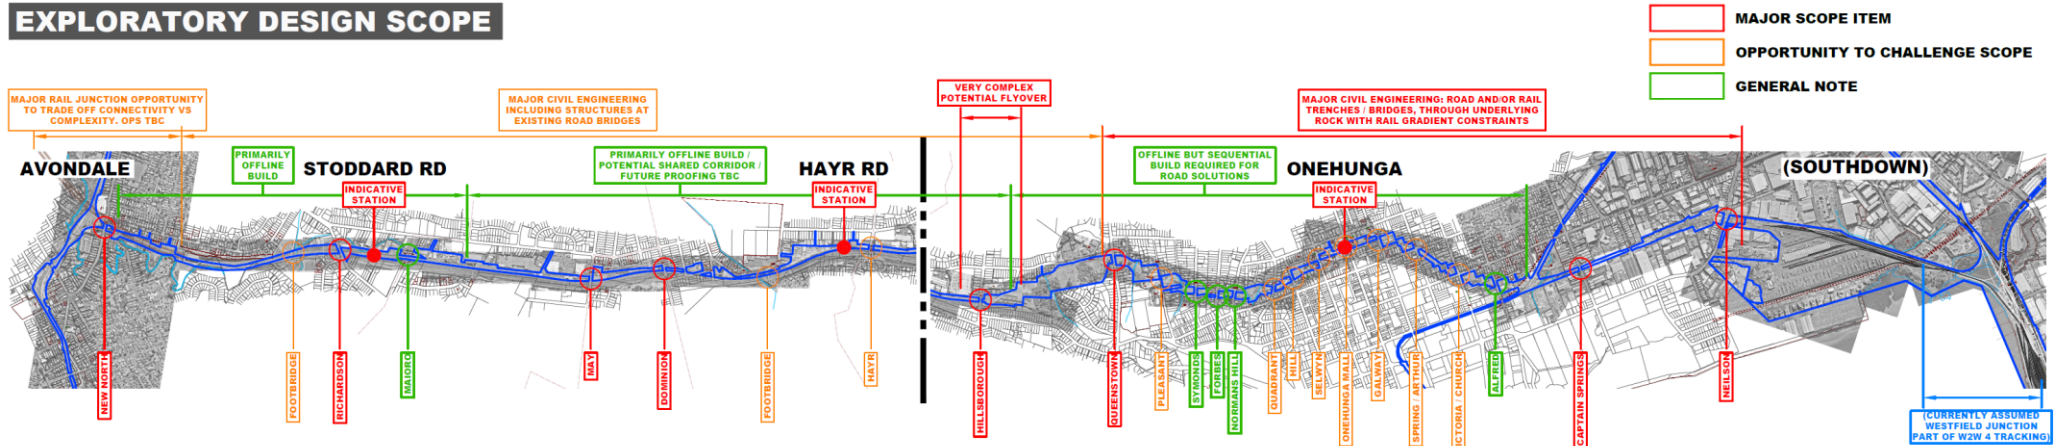 EXPLORATORY DESIGN SCOPE
MAJOR SCOPE ITEM
OPPORTUNITY TO CHALLENGE SCOPE
GENERAL NOTE
MAJOR RAIL JUNCTION OPPORTUNITY
TO TRADE OFF CONNECTIVITY VS
COMPLEXITY. OPS TBC
MAJOR CIVIL ENGINEERING
INCLUDING STRUCTURES AT
EXISTING ROAD BRIDGES
VERY COMPLEX
POTENTIAL FLYOVER
MAJOR CIVIL ENGINEERING: ROAD AND/OR RAIL
TRENCHES / BRIDGES, THROUGH UNDERLYING
ROCK WITH RAIL GRADIENT CONSTRAINTS
AVONDALE
PRIMARILY
OFFLINE
BUILD
STODDARD RD
INDICATIVE
STATION
PRIMARILY OFFLINE BUILD /
POTENTIAL SHARED CORRIDOR /
FUTURE PROOFING TBC
HAYR RD
INDICATIVE
STATION
OFFLINE BUT SEQUENTIAL
BUILD REQUIRED FOR
ROAD SOLUTIONS
ONEHUNGA
INDICATIVE
STATION
(SOUTHDOWN)
NEW NORTH
FOOTBRIDGE
RICHARDSON
MAIORO
MAY
DOMINION
FOOTBRIDGE
HAYR
HILLSBOROUGH
QUEENSTOWN
PLEASANT
SYMONDS
FORBES
NORMANS HILL
QUADRANT
HILL
SELWYN
ONEHUNGA MALL
GALWAY
SPRING / ARTHUR
ICTORIA / CHURCH
ALFRED
CAPTAIN SPRINGS
NEILSON
(CURRENTLY ASSUMED
WESTFIELD JUNCTION
PART OF W2W 4 TRACKING)